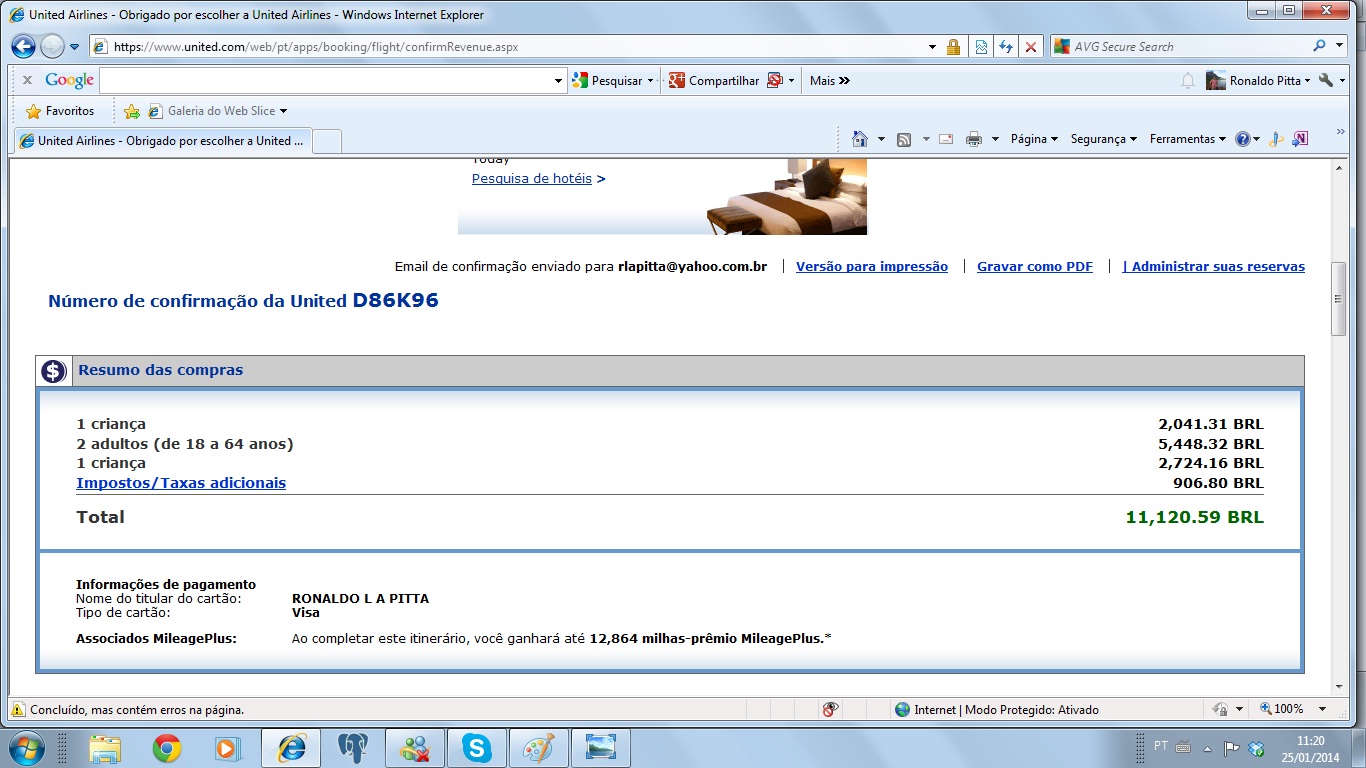 United Airlines - Obrigado por escolher a United Airlines - Windows Internet Explorer
https://www.united.com/web/pt/apps/booking/flight/confirmRevenue.aspx
AVG Secure Search
x Google Pesquisar Compartilhar Mais » Ronaldo Pitta
Favoritos Galeria do Web Slice
United Airlines - Obrigado por escolher a United ... Página Segurança Ferramentas »
Today
Pesquisa de hotéis >
Email de confirmação enviado para rlapitta@yahoo.com.br | Versão para impressão | Gravar como PDF | | Administrar suas reservas
Número de confirmação da United D86K96
$ Resumo das compras
1 criança 2,041.31 BRL
2 adultos (de 18 a 64 anos) 5,448.32 BRL
1 criança 2,724.16 BRL
Impostos/Taxas adicionais 906.80 BRL
Total 11,120.59 BRL
Informações de pagamento
Nome do titular do cartão: RONALDO L A PITTA
Tipo de cartão: Visa
Associados MileagePlus: Ao completar este itinerário, você ganhará até 12,864 milhas-prêmio MileagePlus.*
Concluído, mas contém erros na página. Internet | Modo Protegido: Ativado 100%
PT 11:20
25/01/2014